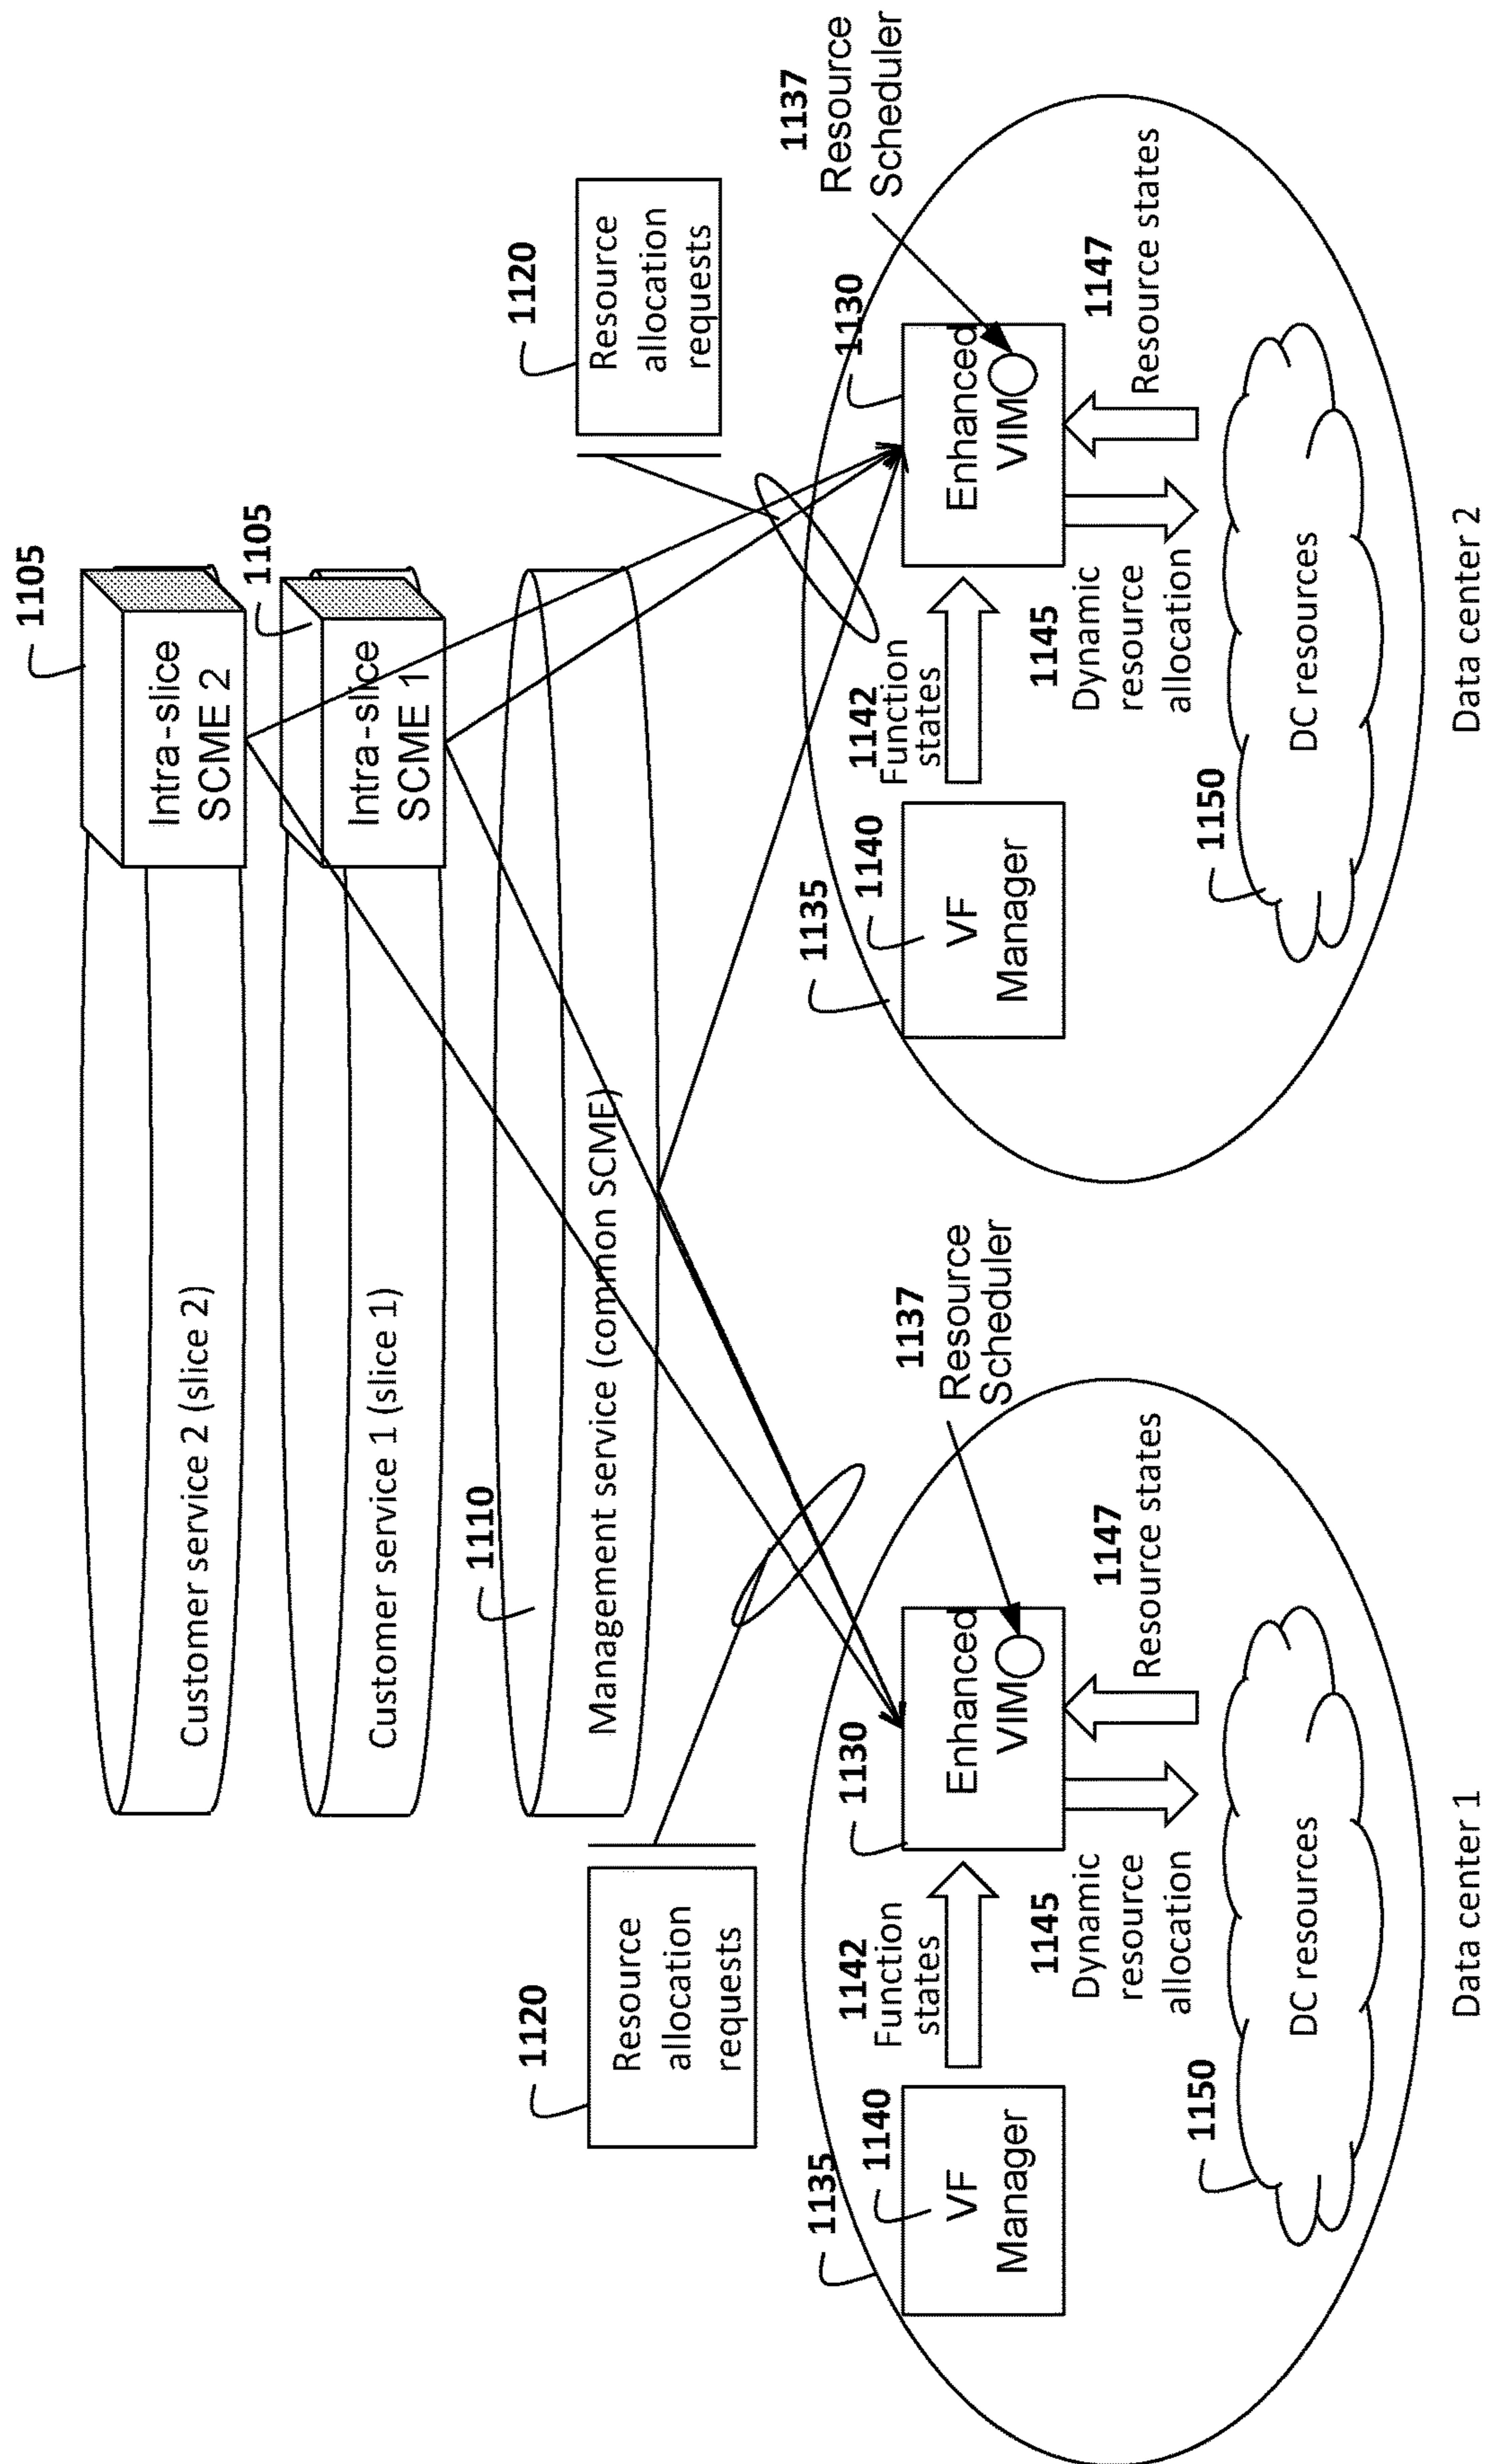 1105
Intra-slice
SCME 2
Customer service 2 (slice 2)
1105
Intra-slice
SCME 1
Customer service 1 (slice 1)
1110
Management service (common SCME)
1120
Resource
allocation
requests
1120
Resource
allocation
requests
1135
1140
VF
Manager
1142
Function
states
1130
Enhanced
VIM
1137
Resource
Scheduler
1145
Dynamic
resource
allocation
1147
Resource states
1150
DC resources
Data center 1
1135
1140
VF
Manager
1142
Function
states
1130
Enhanced
VIM
1137
Resource
Scheduler
1145
Dynamic
resource
allocation
1147
Resource states
1150
DC resources
Data center 2